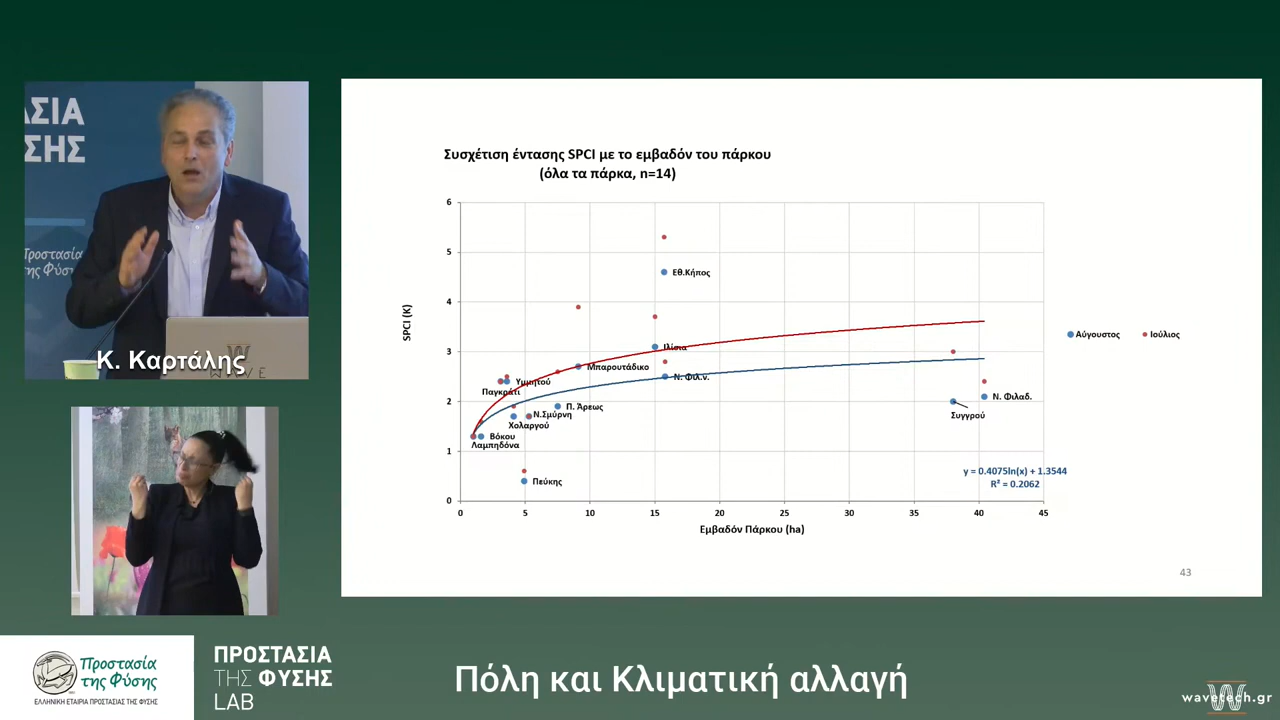 ΑΣΙΑ
ΣΗΣ
Προστασία
της Φύσης
WAVE
Κ. Καρτάλης
Συσχέτιση έντασης SPCI με το εμβαδόν του πάρκου
(όλα τα πάρκα, n=14)
SPCI (K)
6
5
4
3
2
1
0
Εθ.Κήπος
Ιλίσια
Μπαρουτάδικο
Ν. Φιλ.ν.
Υμηττού
Παγκράτι
Π. Άρεως
Ν.Σμύρνη
Χολαργού
Βόκου
Λαμπηδόνα
Πεύκης
Ν. Φιλαδ.
Συγγρού
y = 0.4075ln(x) + 1.3544
R² = 0.2062
0 5 10 15 20 25 30 35 40 45
Εμβαδόν Πάρκου (ha)
Αύγουστος Ιούλιος
43
Προστασία
της Φύσης
ΕΛΛΗΝΙΚΗ ΕΤΑΙΡΙΑ ΠΡΟΣΤΑΣΙΑΣ ΤΗΣ ΦΥΣΗΣ
ΠΡΟΣΤΑΣΙΑ
ΤΗΣ ΦΥΣΗΣ
LAB
Πόλη και Κλιματική αλλαγή
wavetech.gr